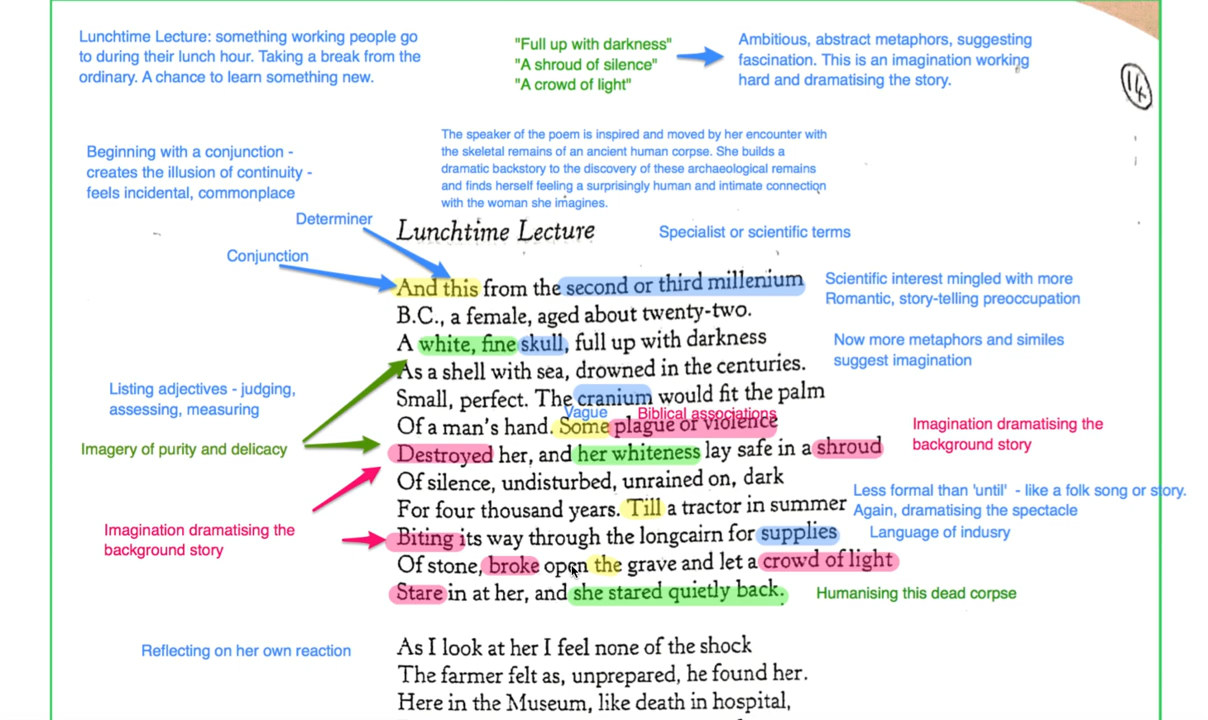 Lunchtime Lecture: something working people go
to during their lunch hour. Taking a break from the
ordinary. A chance to learn something new.
"Full up with darkness"
"A shroud of silence"
"A crowd of light"
Ambitious, abstract metaphors, suggesting
fascination. This is an imagination working
hard and dramatising the story.
14
Beginning with a conjunction -
creates the illusion of continuity -
feels incidental, commonplace
The speaker of the poem is inspired and moved by her encounter with
the skeletal remains of an ancient human corpse. She builds a
dramatic backstory to the discovery of these archaeological remains
and finds herself feeling a surprisingly human and intimate connection
with the woman she imagines.
Determiner
Lunchtime Lecture
Specialist or scientific terms
Conjunction
And this from the second or third millenium
Scientific interest mingled with more
Romantic, story-telling preoccupation
B.C., a female, aged about twenty-two.
A white, fine skull, full up with darkness
Now more metaphors and similes
suggest imagination
As a shell with sea, drowned in the centuries.
Listing adjectives - judging,
assessing, measuring
Small, perfect. The cranium would fit the palm
Vague
Biblical associations
Of a man's hand. Some plague or violence
Imagination dramatising the
background story
Imagery of purity and delicacy
Destroyed her, and her whiteness lay safe in a shroud
Of silence, undisturbed, unrained on, dark
Less formal than 'until' - like a folk song or story.
Again, dramatising the spectacle
For four thousand years. Till a tractor in summer
Imagination dramatising the
background story
Biting its way through the longcairn for supplies
Language of indusry
Of stone, broke open the grave and let a crowd of light
Stare in at her, and she stared quietly back.
Humanising this dead corpse
Reflecting on her own reaction
As I look at her I feel none of the shock
The farmer felt as, unprepared, he found her.
Here in the Museum, like death in hospital,